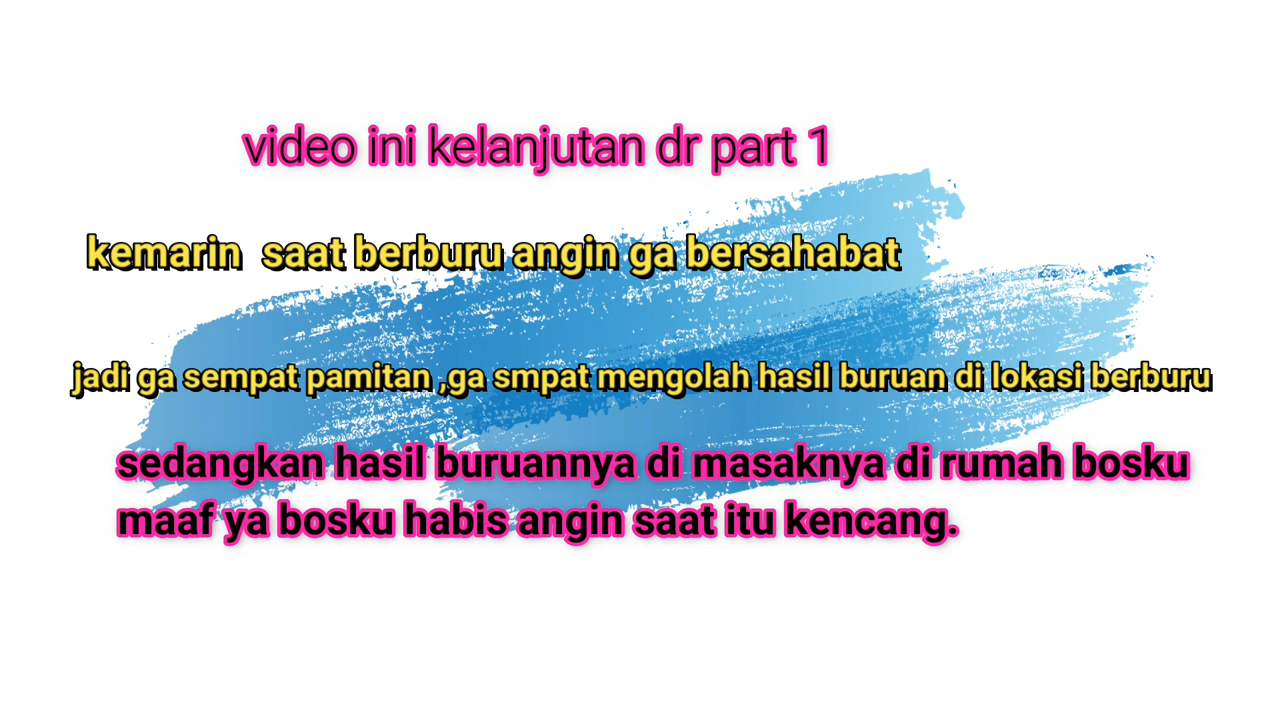 video ini kelanjutan dr part 1
kemarin saat berburu angin ga bersahabat
jadi ga sempat pamitan ,ga smpat mengolah hasil buruan di lokasi berburu
sedangkan hasil buruannya di masaknya di rumah bosku
maaf ya bosku habis angin saat itu kencang.